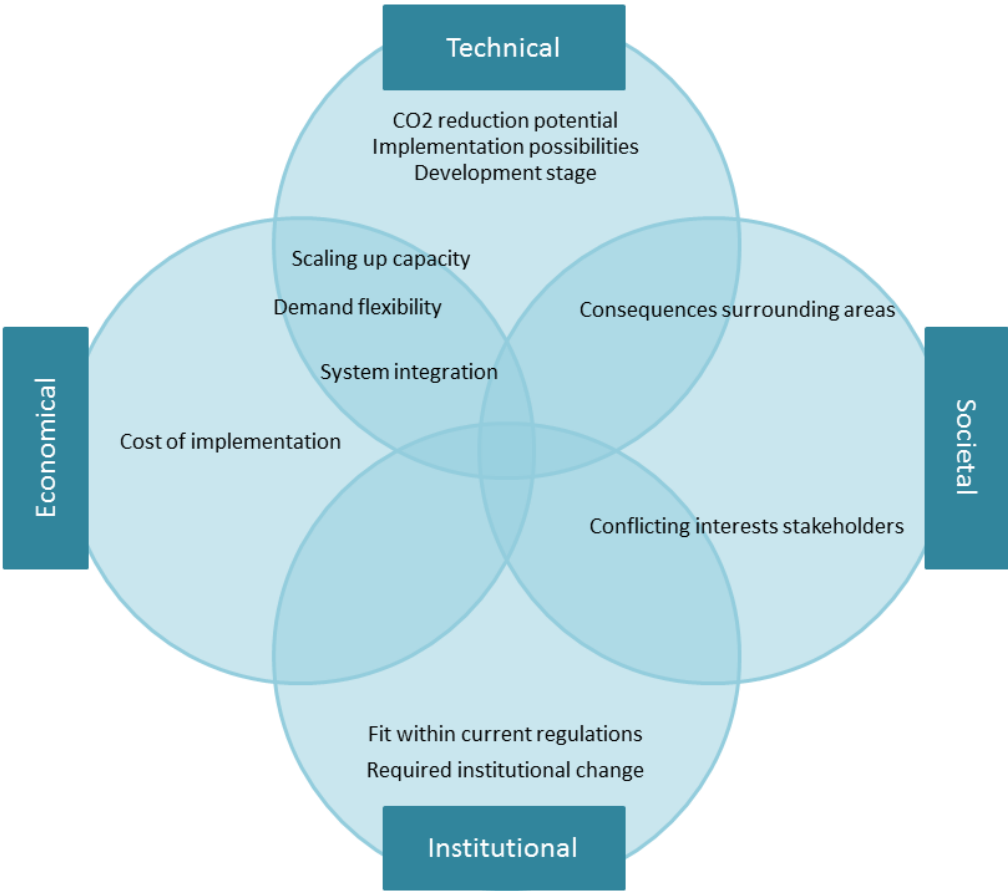 Technical
CO2 reduction potential
Implementation possibilities
Development stage
Scaling up capacity
Demand flexibility
Consequences surrounding areas
System integration
Economical
Cost of implementation
Societal
Conflicting interests stakeholders
Fit within current regulations
Required institutional change
Institutional